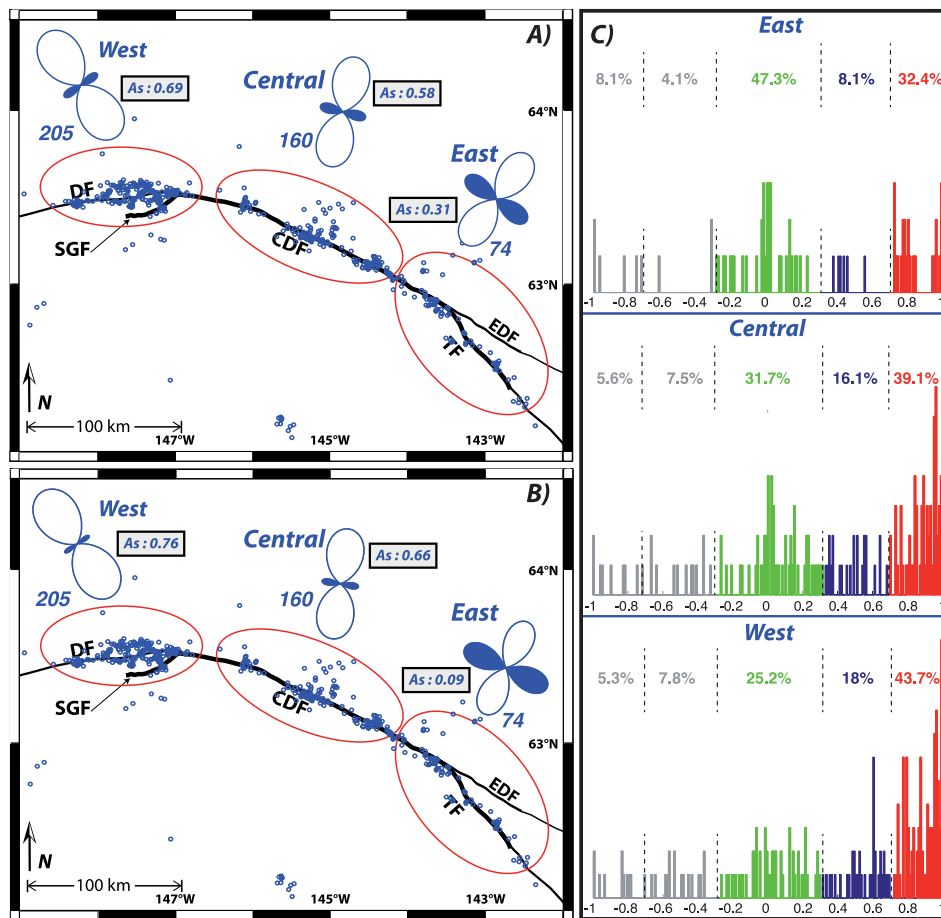 A)
West
As : 0.69
205
Central
As : 0.58
160
East
As : 0.31
74
64°N
63°N
DF
SGF
CDF
EDF
TF
N
100 km
147°W
145°W
143°W
B)
West
As : 0.76
205
Central
As : 0.66
160
East
As : 0.09
74
64°N
63°N
DF
SGF
CDF
EDF
TF
N
100 km
147°W
145°W
143°W
C)
East
8.1% 4.1% 47.3% 8.1% 32.4%
-1 -0.8 -0.6 -0.4 -0.2 0 0.2 0.4 0.6 0.8 1
Central
5.6% 7.5% 31.7% 16.1% 39.1%
-1 -0.8 -0.6 -0.4 -0.2 0 0.2 0.4 0.6 0.8 1
West
5.3% 7.8% 25.2% 18% 43.7%
-1 -0.8 -0.6 -0.4 -0.2 0 0.2 0.4 0.6 0.8 1